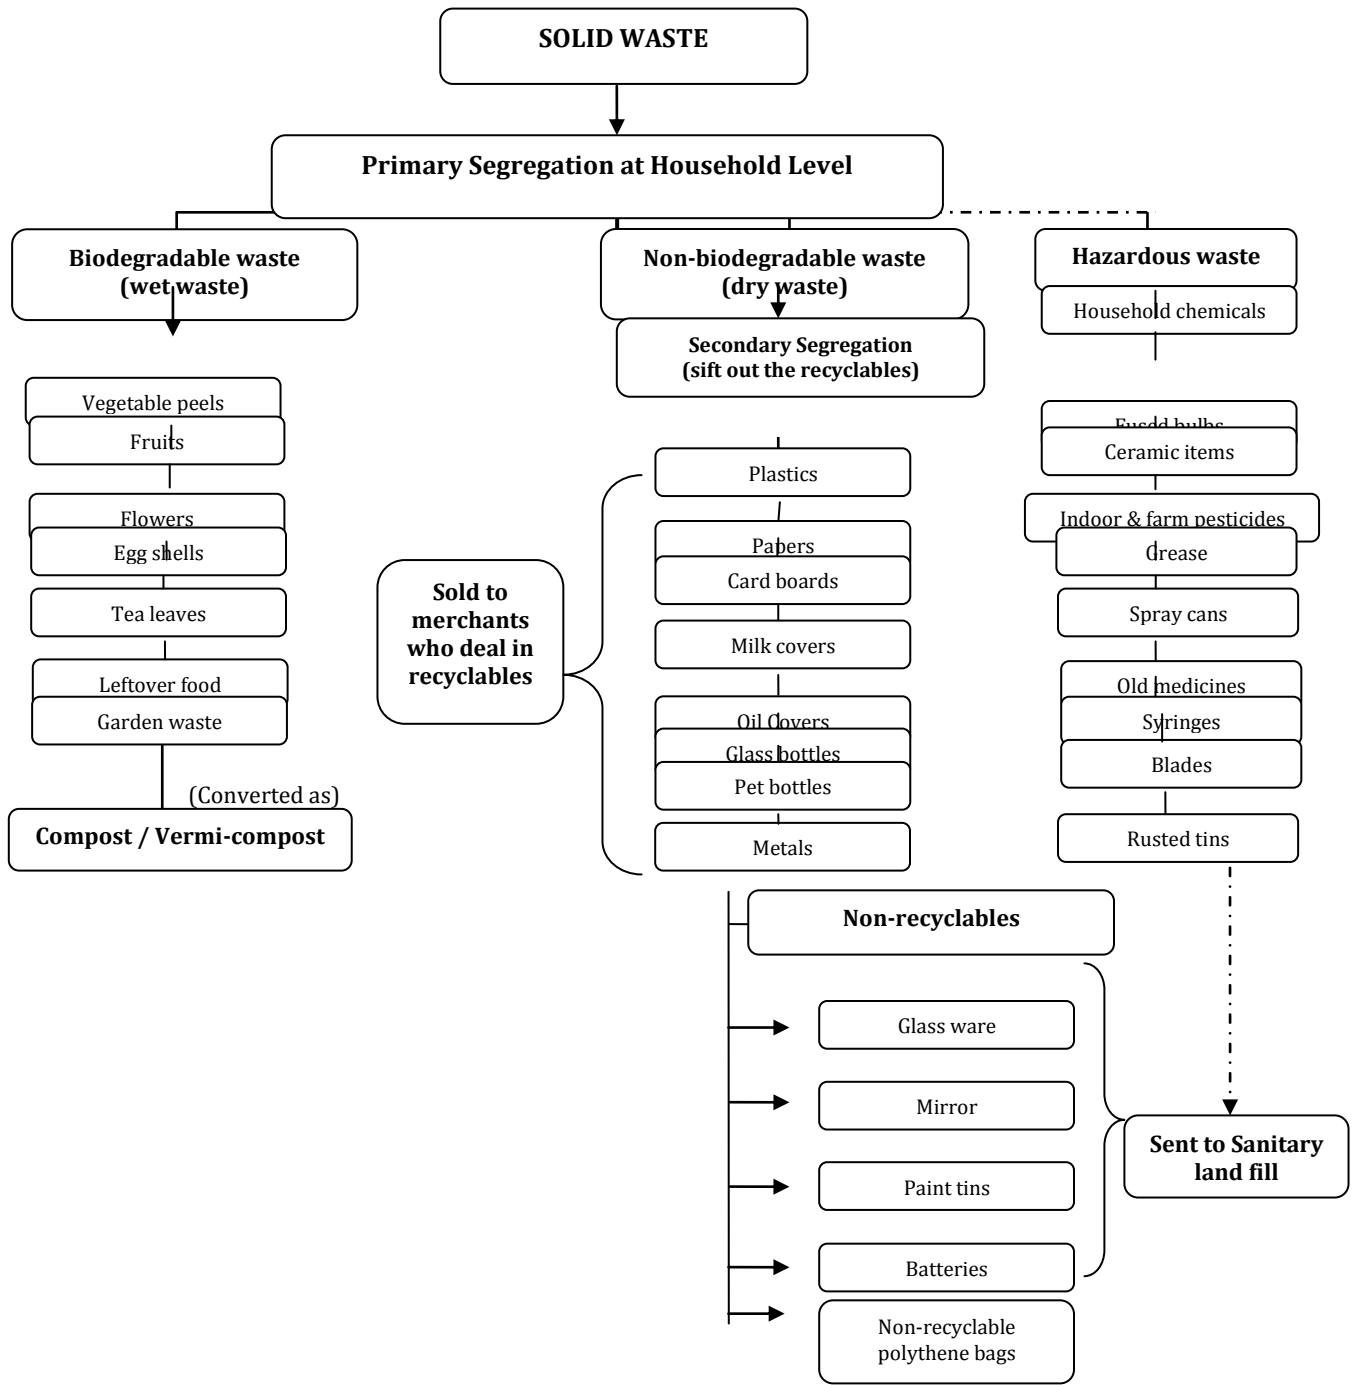 SOLID WASTE
Primary Segregation at Household Level
Biodegradable waste
(wet waste)
Vegetable peels
Fruits
Flowers
Egg shells
Tea leaves
Leftover food
Garden waste
(Converted as)
Compost / Vermi-compost
Non-biodegradable waste
(dry waste)
Secondary Segregation
(sift out the recyclables)
Sold to
merchants
who deal in
recyclables
Plastics
Papers
Card boards
Milk covers
Oil Covers
Glass bottles
Pet bottles
Metals
Non-recyclables
Glass ware
Mirror
Paint tins
Batteries
Non-recyclable
polythene bags
Hazardous waste
Household chemicals
Fused bulbs
Ceramic items
Indoor & farm pesticides
Grease
Spray cans
Old medicines
Syringes
Blades
Rusted tins
Sent to Sanitary
land fill